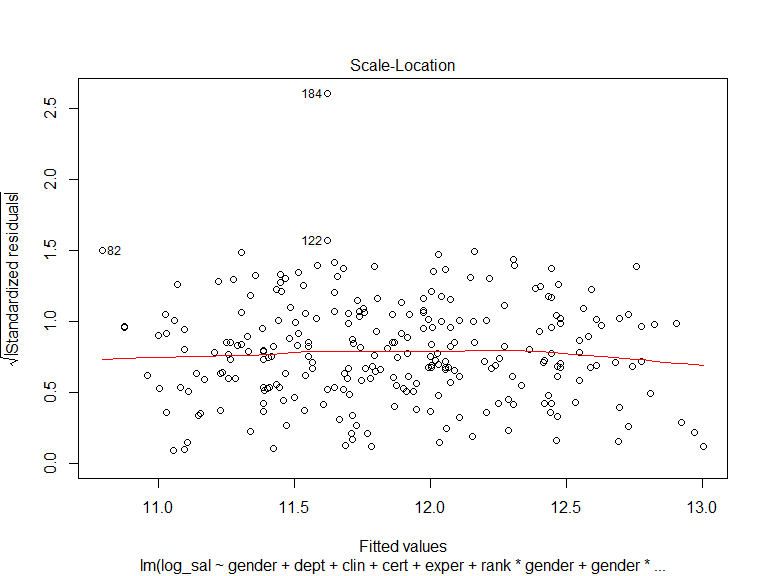 Scale-Location
√|Standardized residuals|
2.5
2.0
1.5
1.0
0.5
0.0
184
122
82
11.0 11.5 12.0 12.5 13.0
Fitted values
lm(log_sal ~ gender + dept + clin + cert + exper + rank * gender + gender * ...